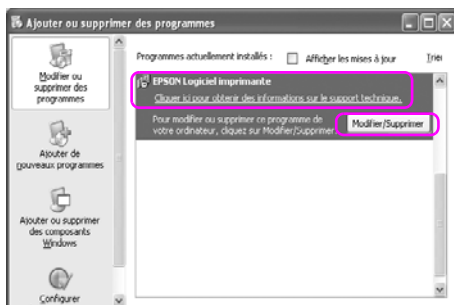 Ajouter ou supprimer des programmes
Modifier ou
supprimer des
programmes
Ajouter de
nouveaux programmes
Ajouter ou supprimer
des composants
Windows
Configurer
Programmes actuellement installés :
Afficher les mises à jour
Trier
EPSON Logiciel imprimante
Cliquer ici pour obtenir des informations sur le support technique.
Pour modifier ou supprimer ce programme de
votre ordinateur, cliquez sur Modifier/Supprimer.
Modifier/Supprimer